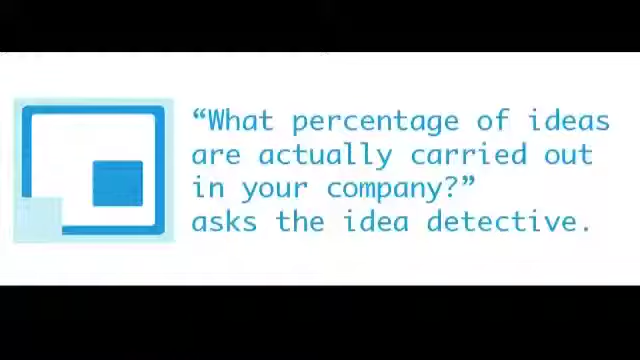 “What percentage of ideas
are actually carried out
in your company?”
asks the idea detective.